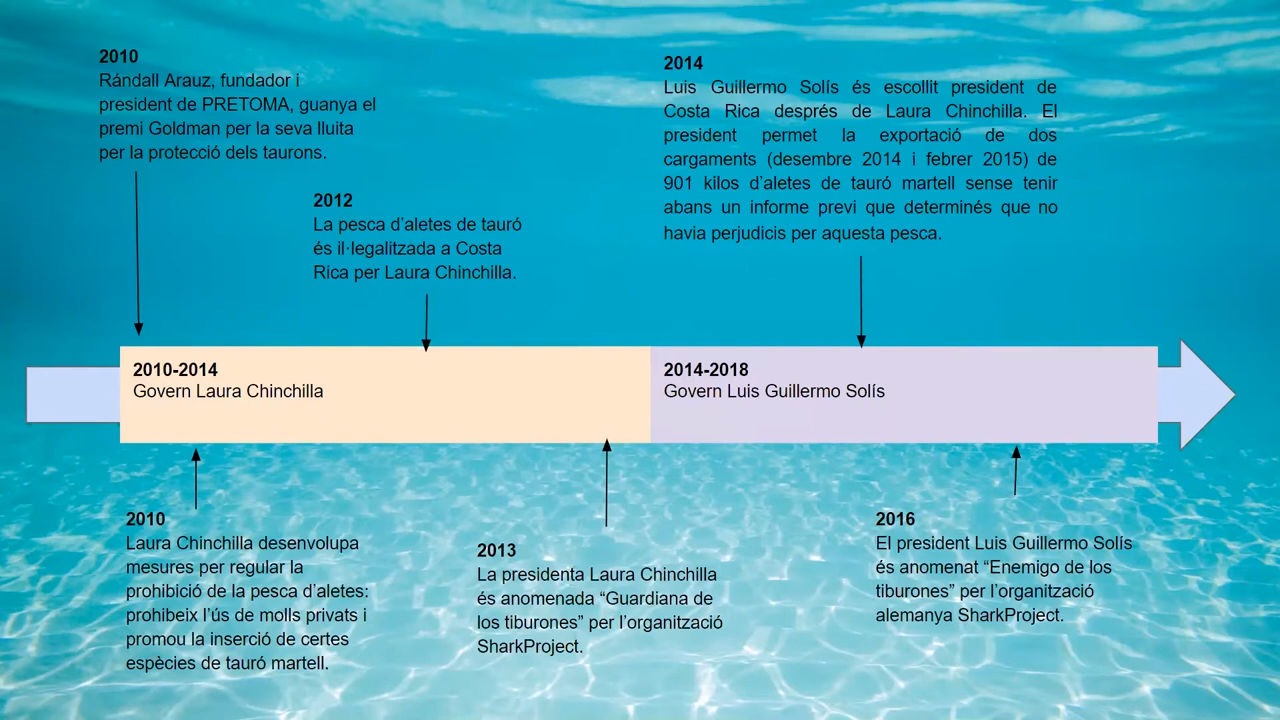 2010
Rándall Arauz, fundador i
president de PRETOMA, guanya el
premi Goldman per la seva lluita
per la protecció dels taurons.
2012
La pesca d'aletes de tauró
és il·legalitzada a Costa
Rica per Laura Chinchilla.
2014
Luis Guillermo Solís és escollit president de
Costa Rica després de Laura Chinchilla. El
president permet la exportació de dos
cargaments (desembre 2014 i febrer 2015) de
901 kilos d'aletes de tauró martell sense tenir
abans un informe previ que determinés que no
havia perjudicis per aquesta pesca.
2010-2014
Govern Laura Chinchilla
2014-2018
Govern Luis Guillermo Solís
2010
Laura Chinchilla desenvolupa
mesures per regular la
prohibició de la pesca d'aletes:
prohibeix l'ús de molls privats i
promou la inserció de certes
espècies de tauró martell.
2013
La presidenta Laura Chinchilla
és anomenada “Guardiana de
los tiburones” per l'organització
SharkProject.
2016
El president Luis Guillermo Solís
és anomenat “Enemigo de los
tiburones” per l'organització
alemanya SharkProject.